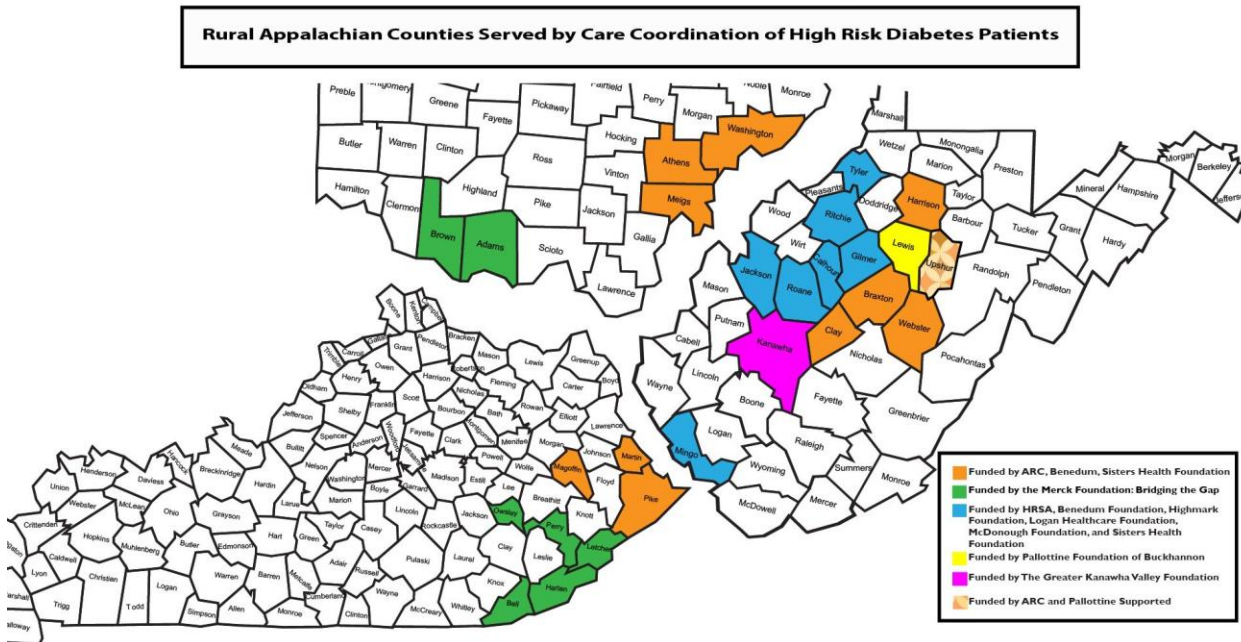 Rural Appalachian Counties Served by Care Coordination of High Risk Diabetes Patients
Preble
Greene
Fayette
Pickaway
Fairfield
Perry
Noble
Monroe
Morgan
Washington
Butler
Warren
Clinton
Ross
Hocking
Vinton
Athens
Meigs
Hamilton
Clermon
Highland
Pike
Jackson
Gallia
Brown
Adams
Scioto
Lawrence
Marshall
Wetzel
Monongalia
Marion
Preston
Tyler
Pleasants
Doddridge
Harrison
Taylor
Barbour
Mineral
Hampshire
Morgan
Berkeley
Jefferso
Wood
Ritchie
Wirt
Lewis
Upshur
Tucker
Grant
Hardy
Jackson
Roane
Calhoun
Gilmer
Randolph
Pendleton
Mason
Putnam
Braxton
Webster
Kanawha
Clay
Nicholas
Pocahontas
Cabell
Wayne
Lincoln
Boone
Fayette
Greenbrier
Mingo
Logan
Raleigh
Summers
Monroe
Wyoming
McDowell
Mercer
Boone
Kenton
Campbel
Grant
Pendleton
Bracken
Mason
Lewis
Greenup
Trimble
Carroll
Owen
Robertson
Fleming
Carter
Boyd
Oldham
Henry
Harrison
Nicholas
Rowan
Elliott
Jefferson
Shelby
Franklin
Scott
Bourbon
Bath
Lawrence
Spencer
Anderson
Woodford
Fayette
Clark
Montgomery
Menifee
Morgan
Johnson
Martin
Meade
Bullitt
Nelson
Mercer
Jessamine
Madison
Powell
Wolfe
Magoffin
Floyd
Pike
Hancock
Breckinridge
Hardin
Washington
Boyle
Garrard
Estill
Lee
Breathitt
Knott
Henderson
Daviess
Larue
Marion
Lincoln
Rockcastle
Jackson
Owsley
Perry
Letcher
Union
Webster
McLean
Ohio
Grayson
Hart
Green
Taylor
Casey
Clay
Leslie
Crittenden
Hopkins
Muhlenberg
Butler
Edmonson
Adair
Russell
Pulaski
Laurel
Knox
Harlan
Caldwell
Lyon
Christian
Warren
Barren
Metcalfe
Cumberland
Wayne
McCreary
Whitley
Bell
Marshall
Trigg
Todd
Logan
Simpson
Allen
Monroe
Clinton
alloway
Funded by ARC, Benedum, Sisters Health Foundation
Funded by the Merck Foundation: Bridging the Gap
Funded by HRSA, Benedum Foundation, Highmark
Foundation, Logan Healthcare Foundation,
McDonough Foundation, and Sisters Health
Foundation
Funded by Pallottine Foundation of Buckhannon
Funded by The Greater Kanawha Valley Foundation
Funded by ARC and Pallottine Supported